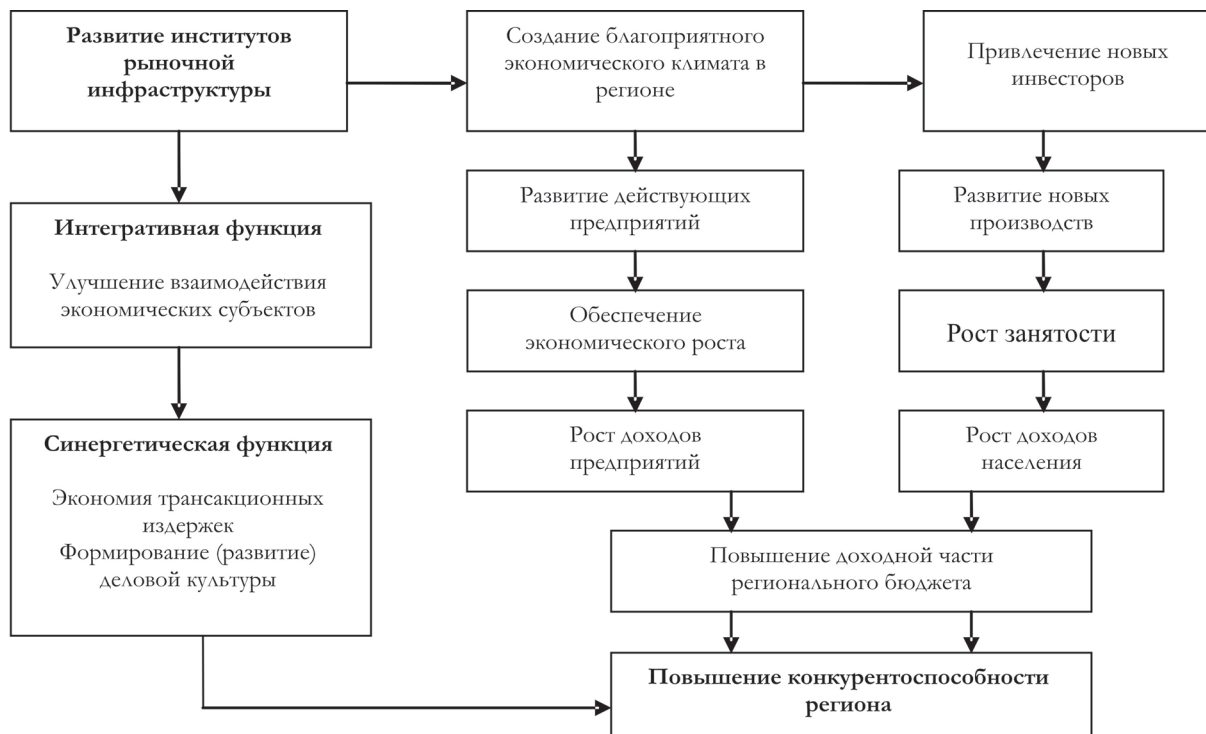 Развитие институтов
рыночной
инфраструктуры
Создание благоприятного
экономического климата в
регионе
Привлечение новых
инвесторов
Интегративная функция
Улучшение взаимодействия
экономических субъектов
Развитие действующих
предприятий
Развитие новых
производств
Обеспечение
экономического роста
Рост занятости
Синергетическая функция
Экономия трансакционных
издержек
Формирование (развитие)
деловой культуры
Рост доходов
предприятий
Рост доходов
населения
Повышение доходной части
регионального бюджета
Повышение конкурентоспособности
региона